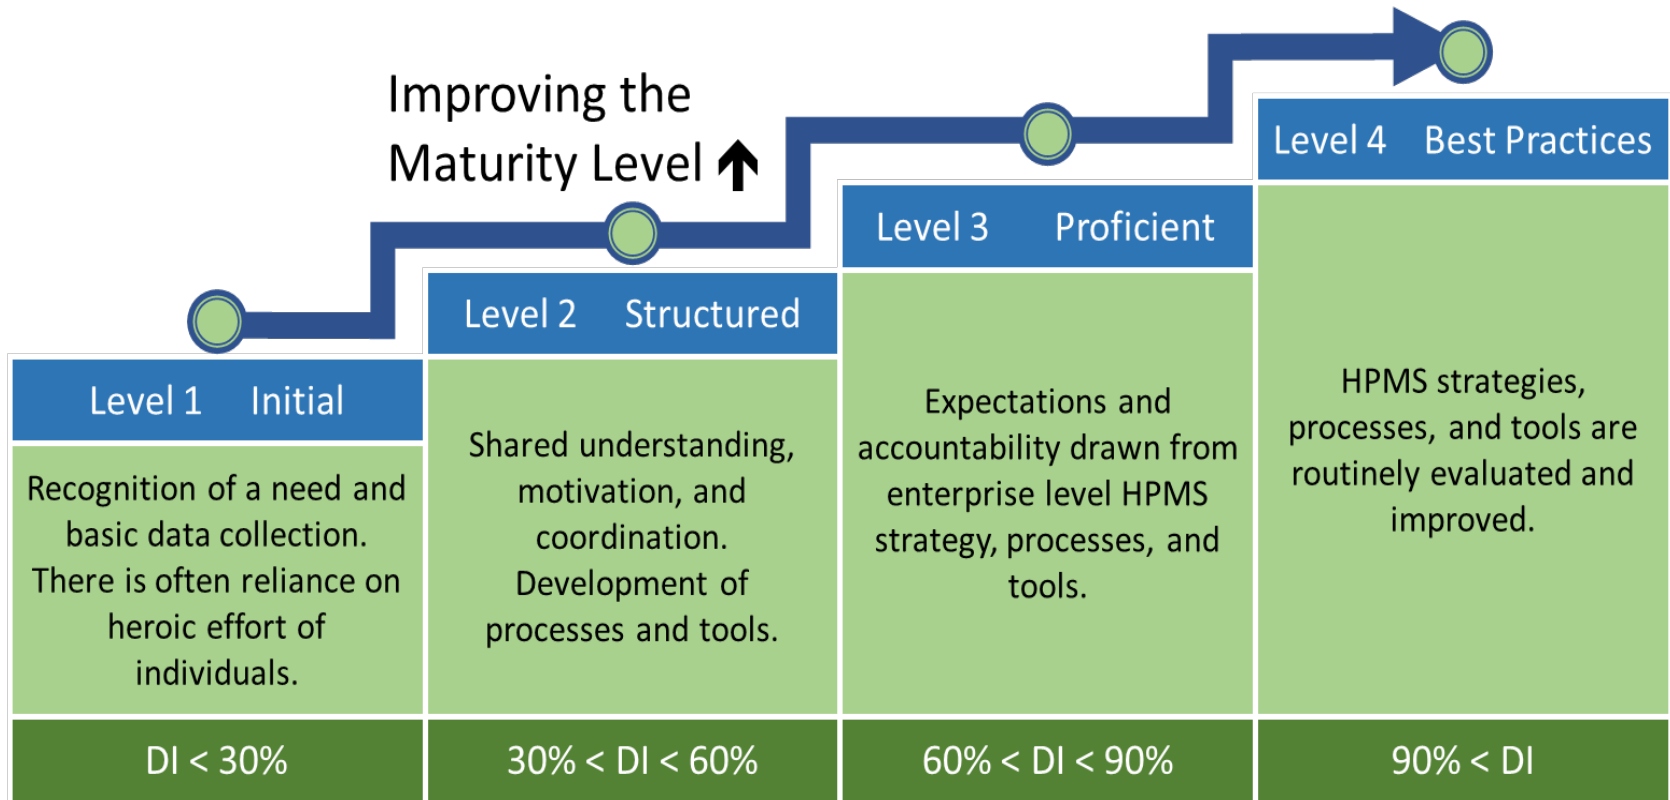 Improving the
Maturity Level
Level 1 Initial
Recognition of a need and
basic data collection.
There is often reliance on
heroic effort of
individuals.
DI < 30%
Level 2 Structured
Shared understanding,
motivation, and
coordination.
Development of
processes and tools.
30% < DI < 60%
Level 3 Proficient
Expectations and
accountability drawn from
enterprise level HPMS
strategy, processes, and
tools.
60% < DI < 90%
Level 4 Best Practices
HPMS strategies,
processes, and tools are
routinely evaluated and
improved.
90% < DI